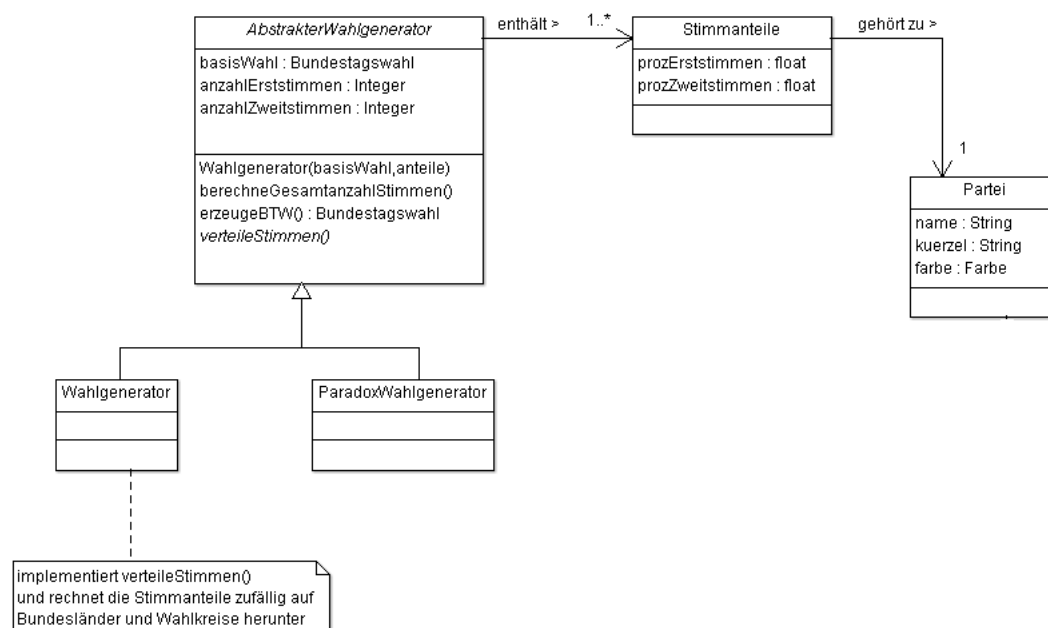 AbstrakterWahlgenerator
basisWahl : Bundestagswahl
anzahlErststimmen : Integer
anzahlZweitstimmen : Integer
Wahlgenerator(basisWahl,anteile)
berechneGesamtanzahlStimmen()
erzeugeBTW() : Bundestagswahl
verteileStimmen()
enthält >
1..*
Stimmanteile
prozErststimmen : float
prozZweitstimmen : float
gehört zu >
1
Partei
name : String
kuerzel : String
farbe : Farbe
Wahlgenerator
ParadoxWahlgenerator
implementiert verteileStimmen()
und rechnet die Stimmanteile zufällig auf
Bundesländer und Wahlkreise herunter